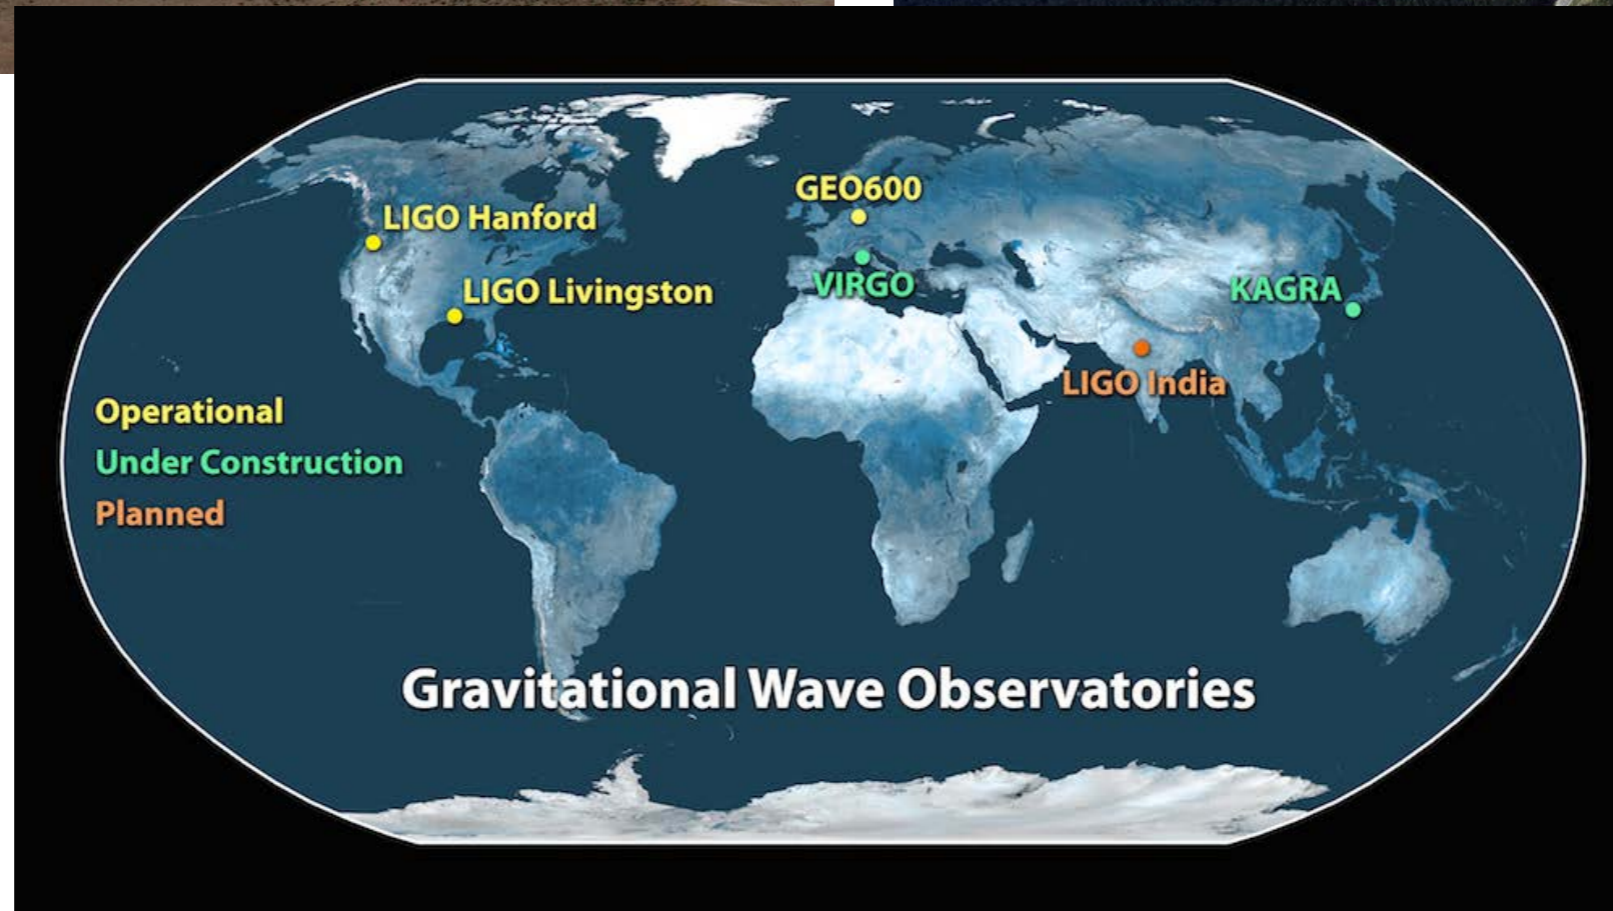 GEO600
LIGO Hanford
LIGO Livingston
VIRGO
KAGRA
LIGO India
Operational
Under Construction
Planned
Gravitational Wave Observatories